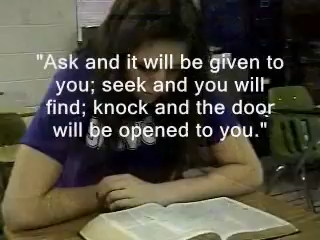 "Ask and it will be given to
you; seek and you will
find; knock and the door
will be opened to you."